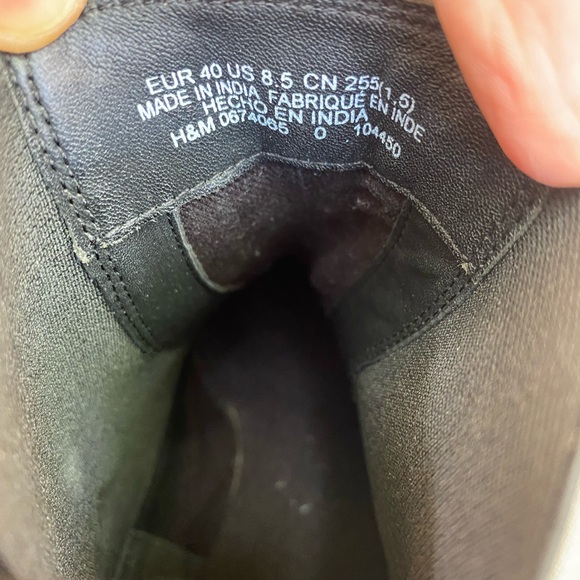 EUR 40 US 8.5 CN 255(1,5)
MADE IN INDIA, FABRIQUÉ EN INDE
HECHO EN INDIA
H&M 0674065 0 104450